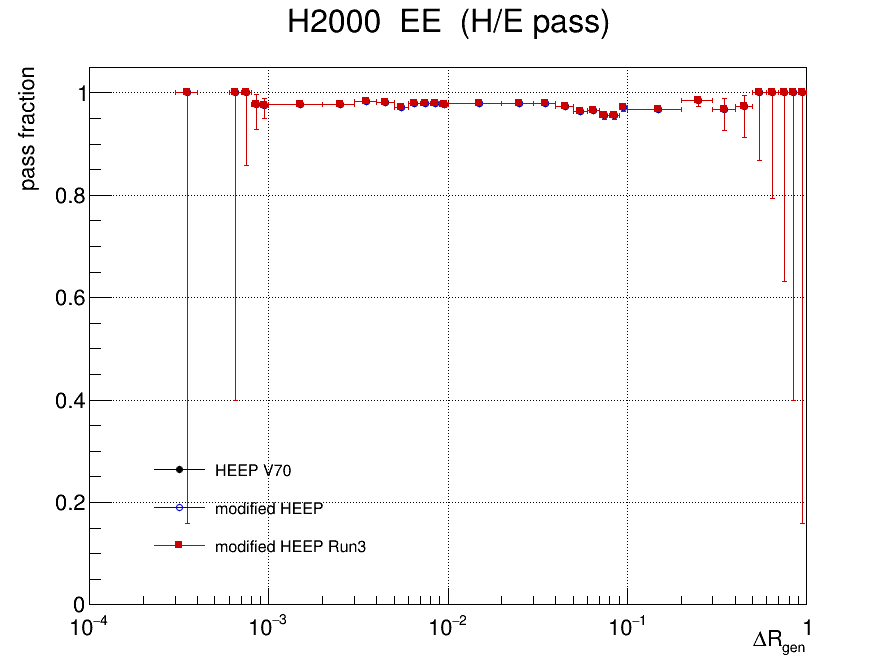 H2000 EE (H/E pass)
pass fraction
1
0.8
0.6
0.4
0.2
0
HEEP V70
modified HEEP
modified HEEP Run3
10⁻⁴ 10⁻³ 10⁻² 10⁻¹ 1
ΔR_gen